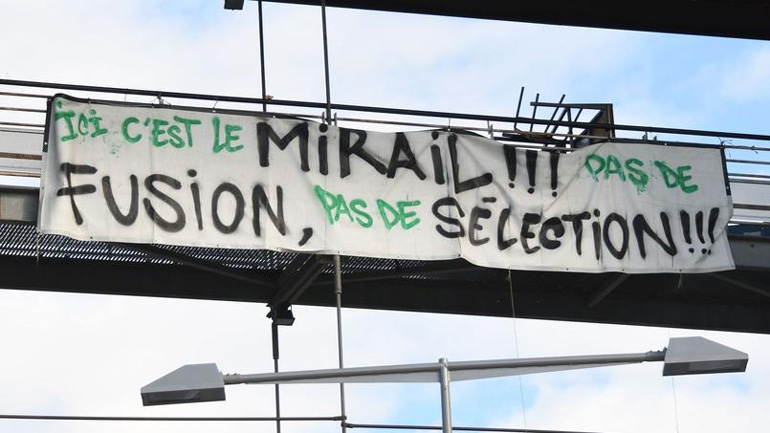 ici c'est le MiRAiL!!! PAS DE
FUSiON, PAS DE SÉLECTiON!!!